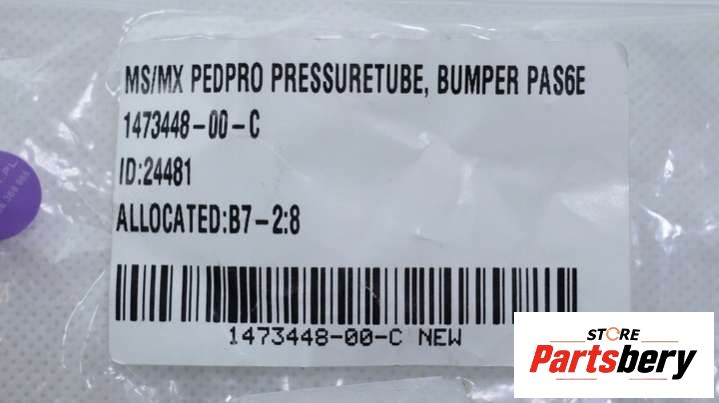 MS/MX PEDPRO PRESSURETUBE, BUMPER PAS6E
1473448-00-C
ID:24481
ALLOCATED:B7-2:8
1473448-00-C NEW
STORE
Partsbery